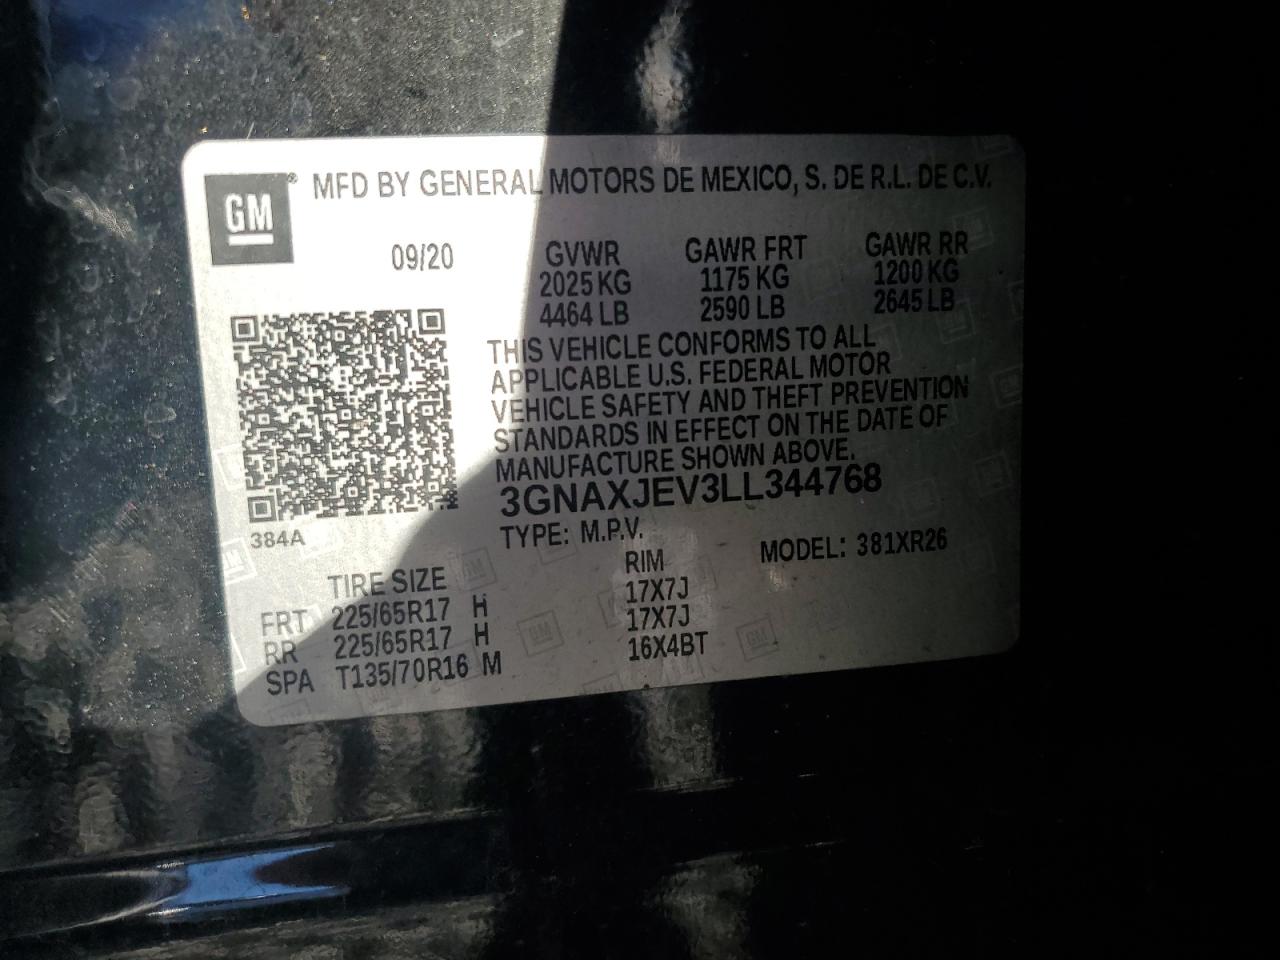 GM ® MFD BY GENERAL MOTORS DE MEXICO, S. DE R.L. DE C.V.
09/20 GVWR GAWR FRT GAWR RR
2025 KG 1175 KG 1200 KG
4464 LB 2590 LB 2645 LB
THIS VEHICLE CONFORMS TO ALL
APPLICABLE U.S. FEDERAL MOTOR
VEHICLE SAFETY AND THEFT PREVENTION
STANDARDS IN EFFECT ON THE DATE OF
MANUFACTURE SHOWN ABOVE.
3GNAXJEV3LL344768
384A TYPE: M.P.V. MODEL: 381XR26
TIRE SIZE RIM
FRT 225/65R17 H 17X7J
RR 225/65R17 H 17X7J
SPA T135/70R16 M 16X4BT